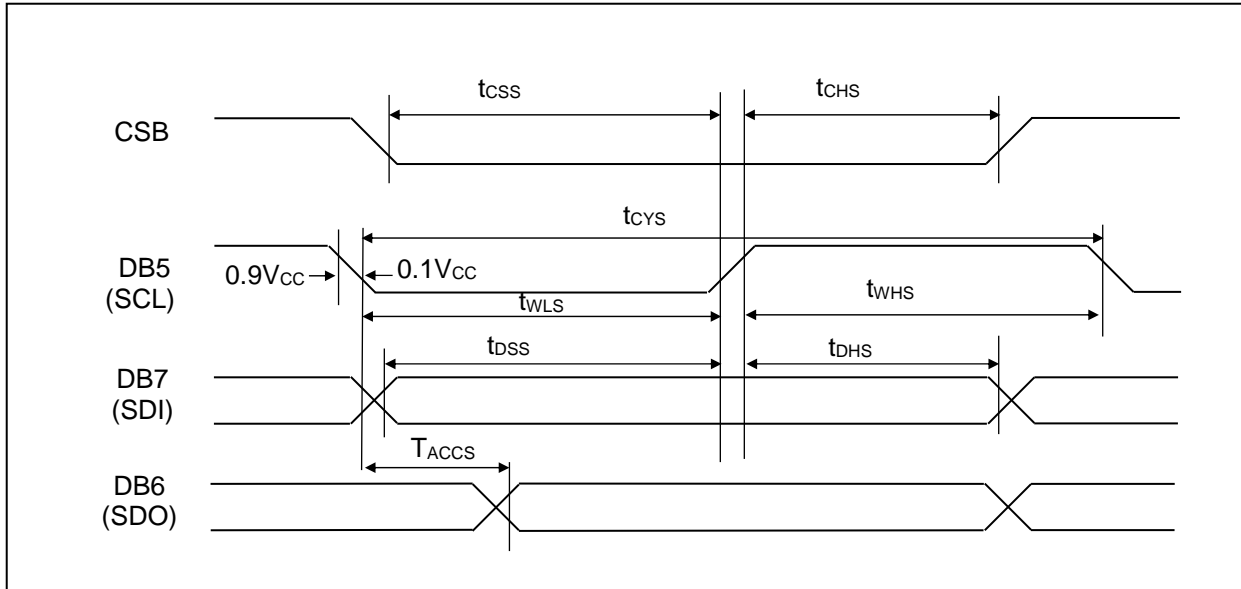 tCSS
tCHS
CSB
tCYS
DB5
(SCL)
0.9VCC
0.1VCC
tWLS
tWHS
tDSS
tDHS
DB7
(SDI)
TACCS
DB6
(SDO)